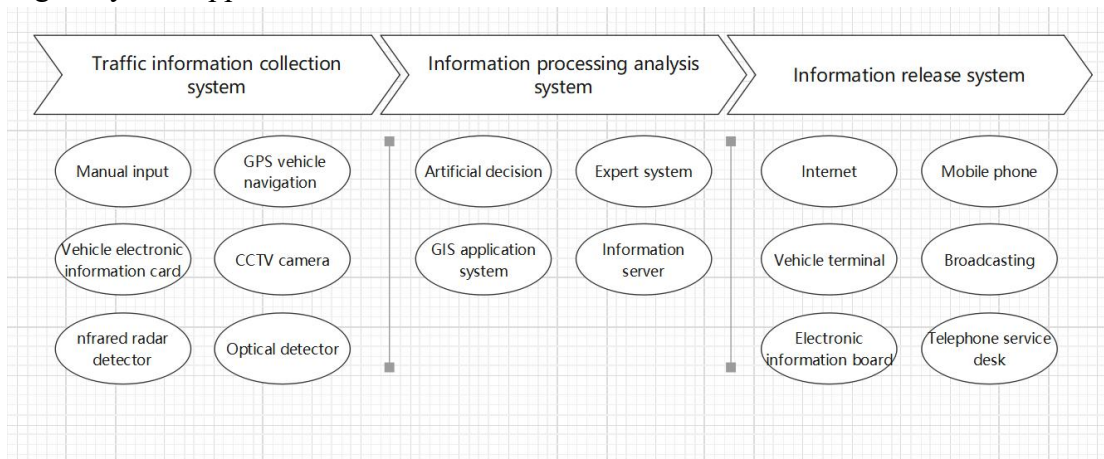 Traffic information collection
system
Information processing analysis
system
Information release system
Manual input
GPS vehicle
navigation
Vehicle electronic
information card
CCTV camera
nfrared radar
detector
Optical detector
Artificial decision
Expert system
GIS application
system
Information
server
Internet
Mobile phone
Vehicle terminal
Broadcasting
Electronic
information board
Telephone service
desk